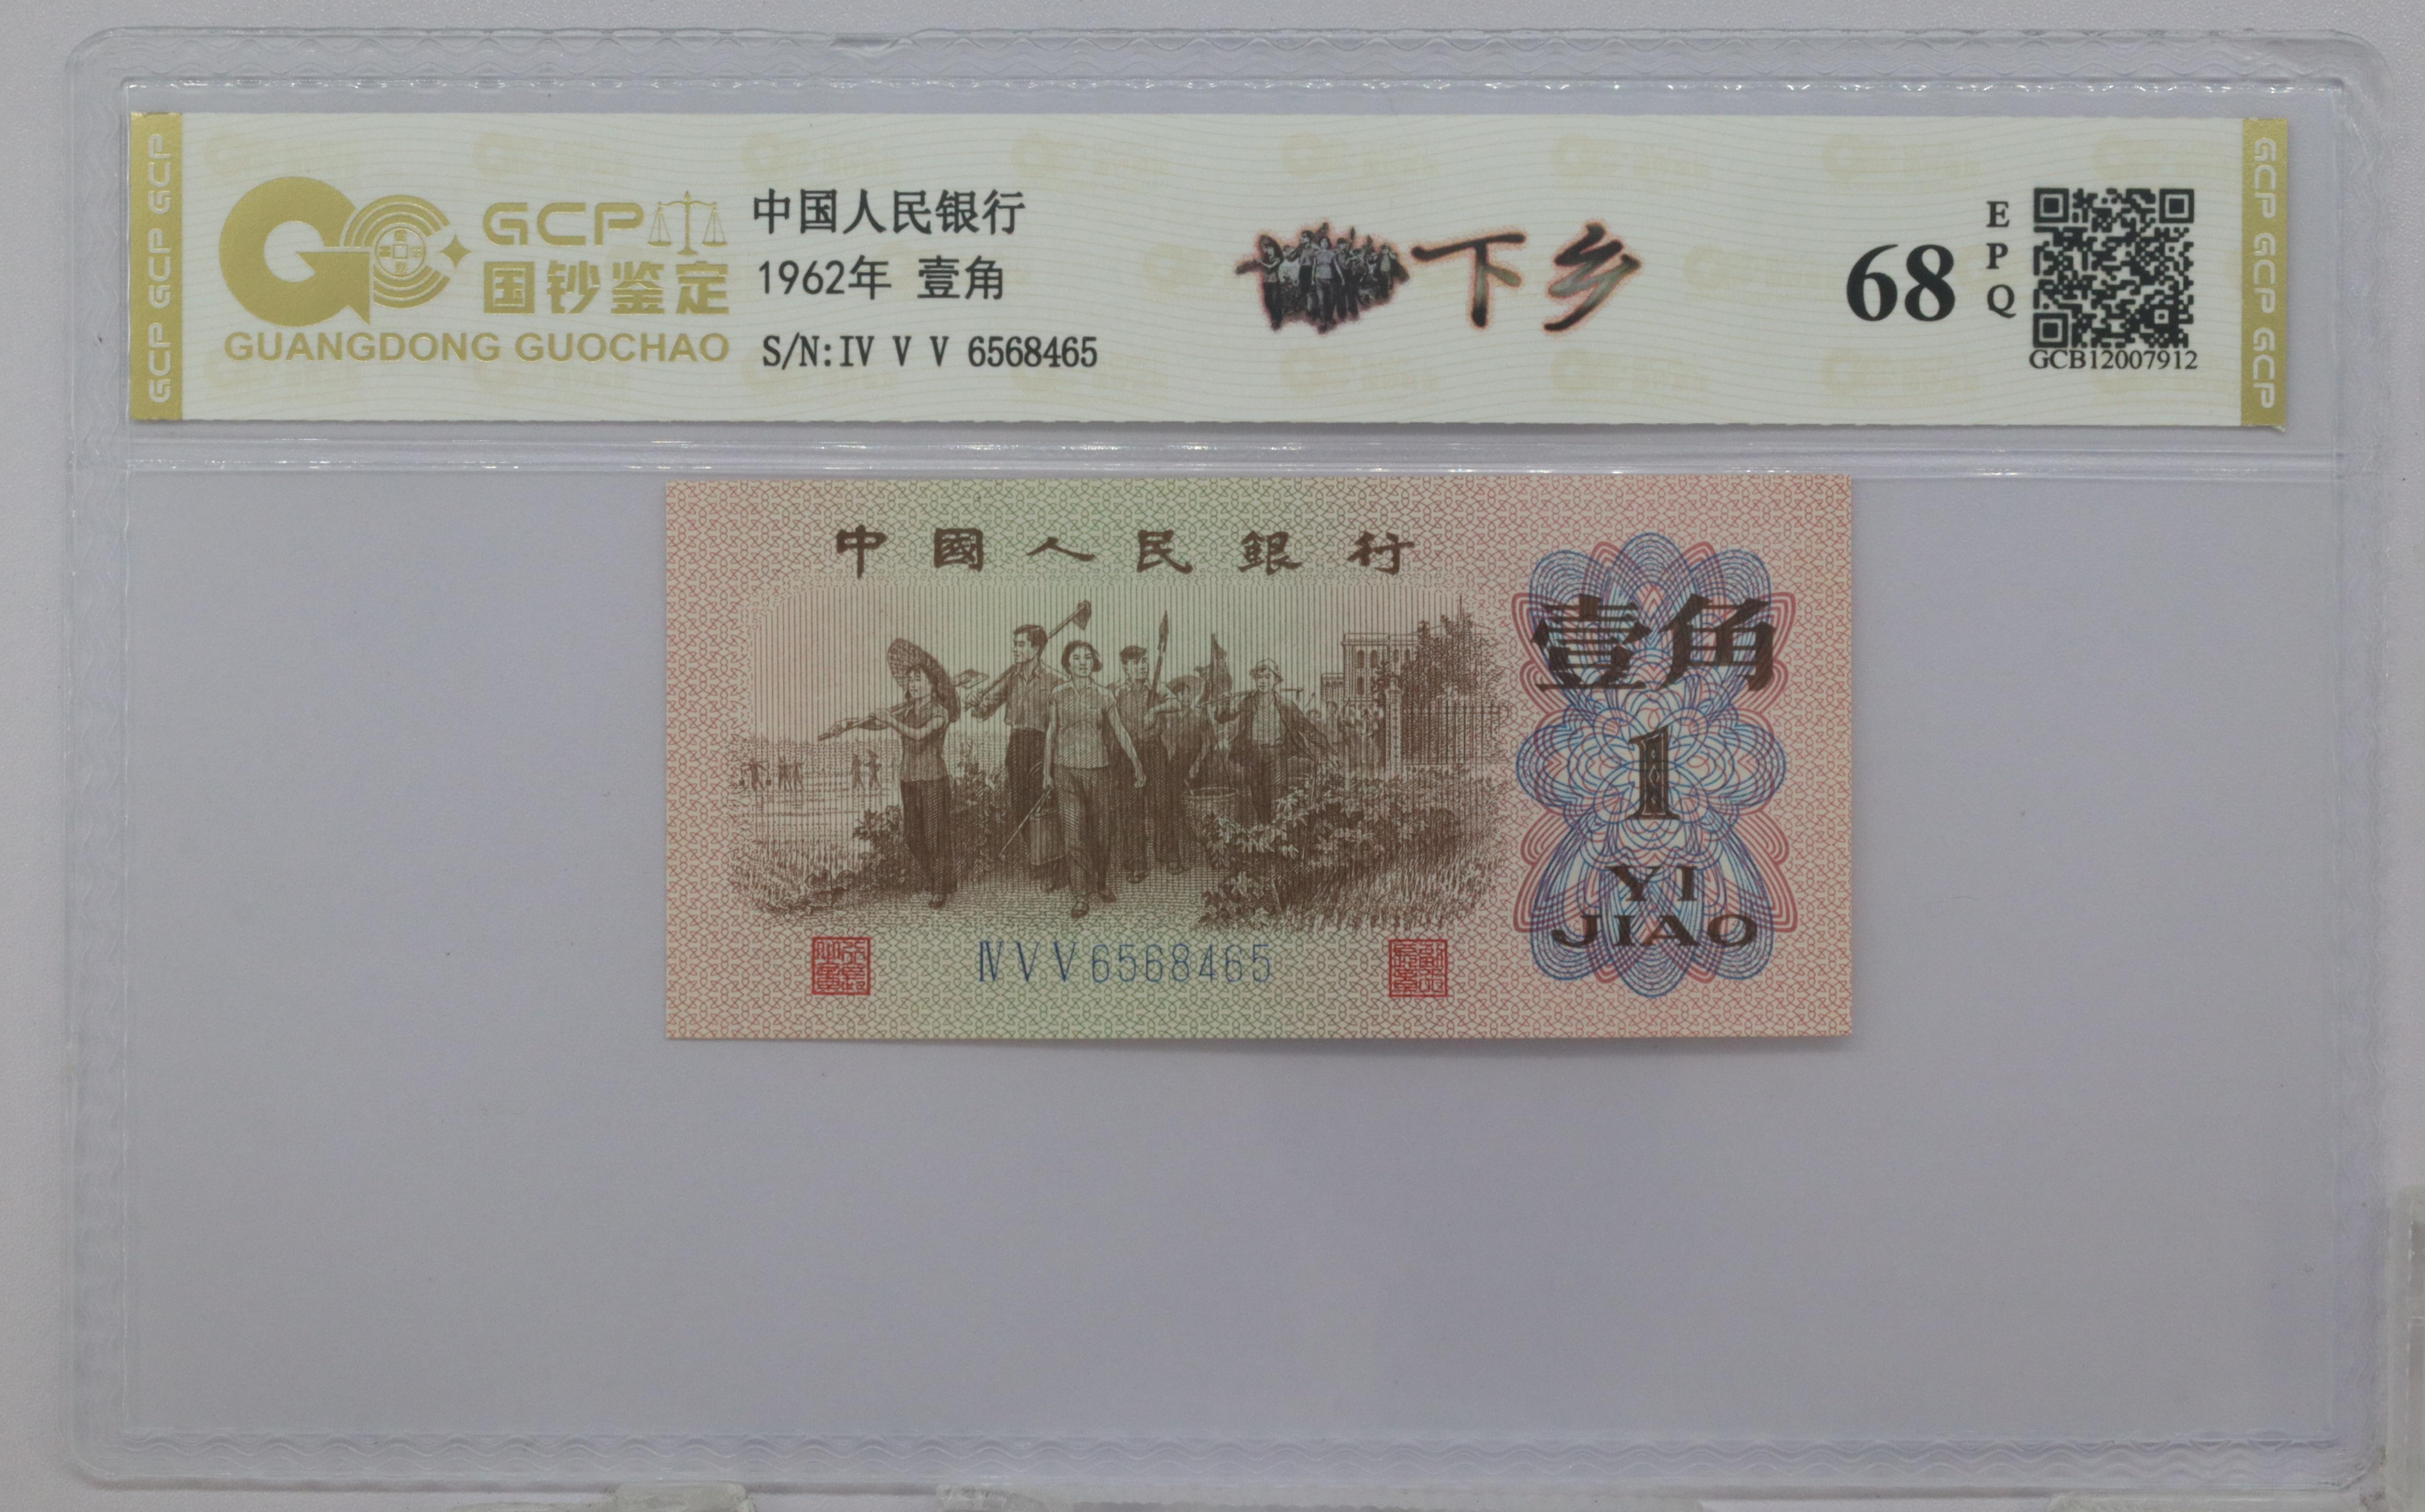 GCP GCP GCP
GCP
国钞鉴定
GUANGDONG GUOCHAO
中国人民银行
1962年 壹角
S/N:IV V V 6568465
下乡
68
EPQ
GCB12007912
GCP GCP GCP
中國人民銀行
壹角
1
YI
JIAO
ⅣⅤⅤ6568465